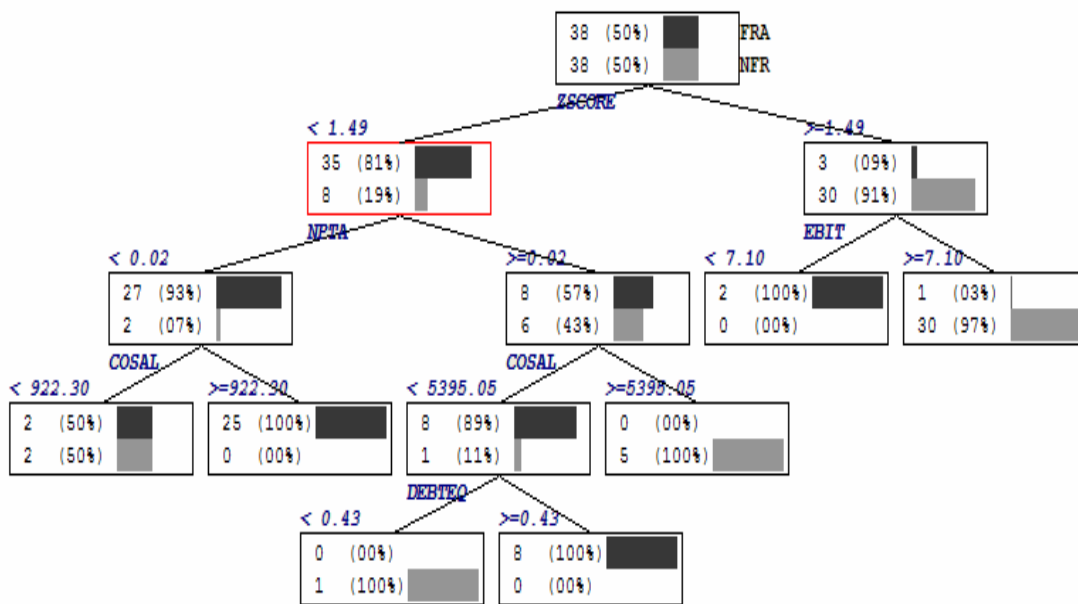 38 (50%) FRA
38 (50%) NFR
ZSCORE
< 1.49 >=1.49
35 (81%) 3 (09%)
8 (19%) 30 (91%)
NPTA EBIT
< 0.02 >=0.02 < 7.10 >=7.10
27 (93%) 8 (57%) 2 (100%) 1 (03%)
2 (07%) 6 (43%) 0 (00%) 30 (97%)
COSAL COSAL
< 922.30 >=922.30 < 5395.05 >=5395.05
2 (50%) 25 (100%) 8 (89%) 0 (00%)
2 (50%) 0 (00%) 1 (11%) 5 (100%)
DEBTEQ
< 0.43 >=0.43
0 (00%) 8 (100%)
1 (100%) 0 (00%)